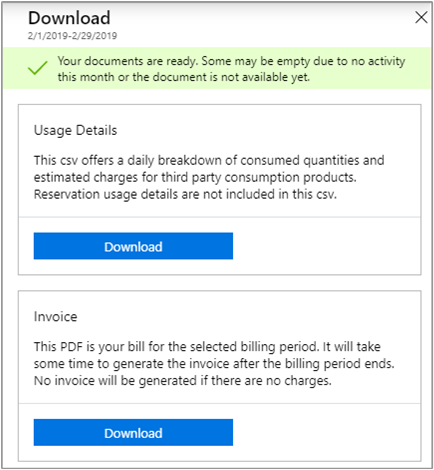 Download
2/1/2019-2/29/2019
Your documents are ready. Some may be empty due to no activity
this month or the document is not available yet.
Usage Details
This csv offers a daily breakdown of consumed quantities and
estimated charges for third party consumption products.
Reservation usage details are not included in this csv.
Download
Invoice
This PDF is your bill for the selected billing period. It will take
some time to generate the invoice after the billing period ends.
No invoice will be generated if there are no charges.
Download